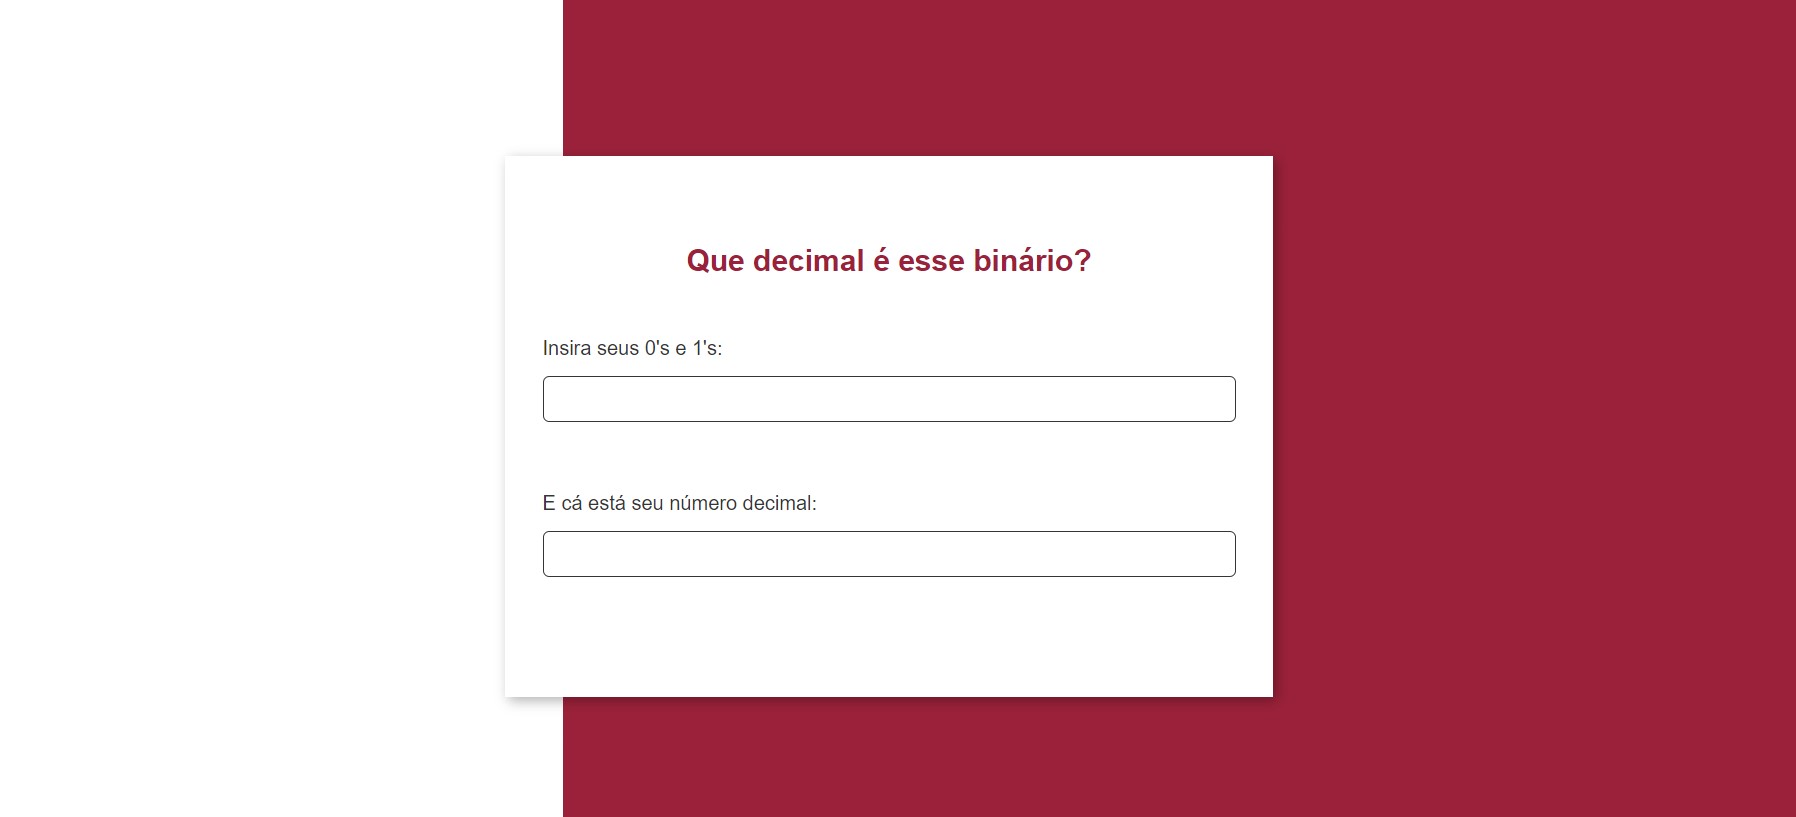 Que decimal é esse binário?
Insira seus 0's e 1's:
E cá está seu número decimal: